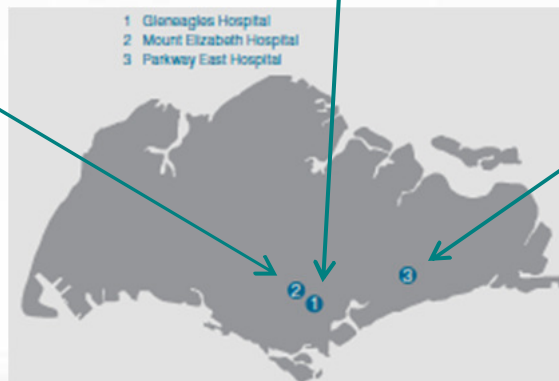 1 Gleneagles Hospital
2 Mount Elizabeth Hospital
3 Parkway East Hospital
2
1
3